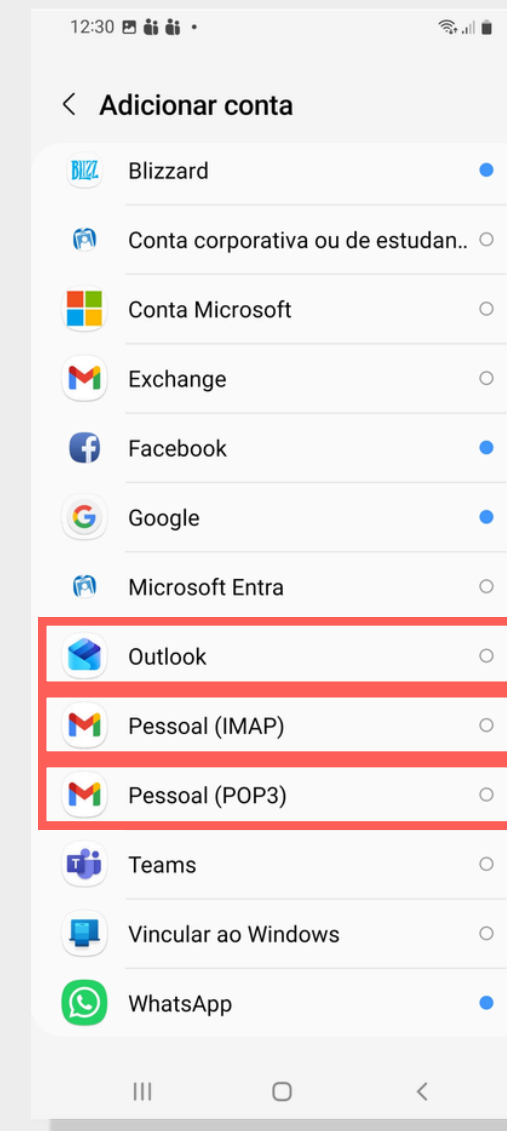 12:30
Adicionar conta
BLIZZ Blizzard
Conta corporativa ou de estudan..
Conta Microsoft
Exchange
Facebook
Google
Microsoft Entra
Outlook
Pessoal (IMAP)
Pessoal (POP3)
Teams
Vincular ao Windows
WhatsApp